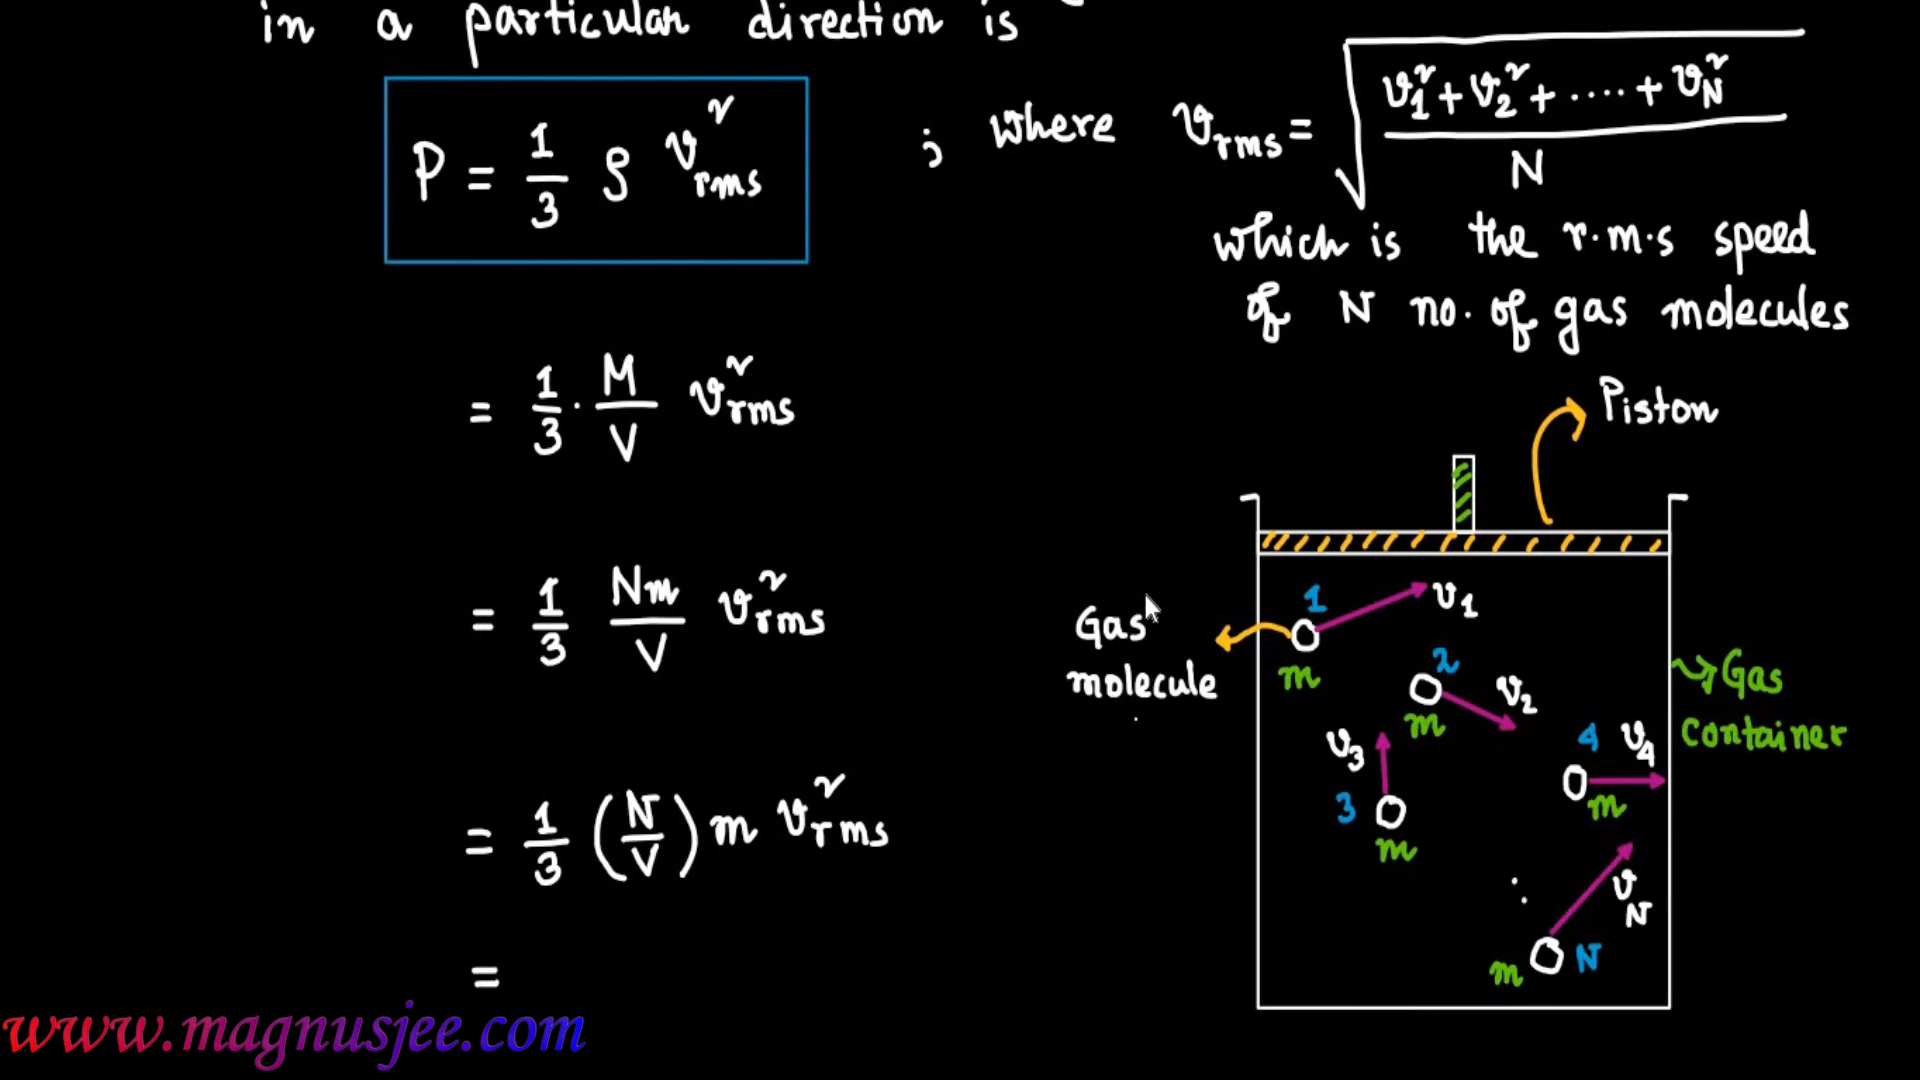 in a particular direction is
P = 1/3 ρ v²rms ; where vrms = √((v1² + v2² + .... + vN²)/N)
which is the r.m.s speed
of N no. of gas molecules
= 1/3 · M/V v²rms
= 1/3 Nm/V v²rms
= 1/3 (N/V) m v²rms
=
Piston
Gas
molecule
1
m
v1
2
m
v2
v3
3
m
4
v4
m
vN
m
N
Gas
container
www.magnusjee.com